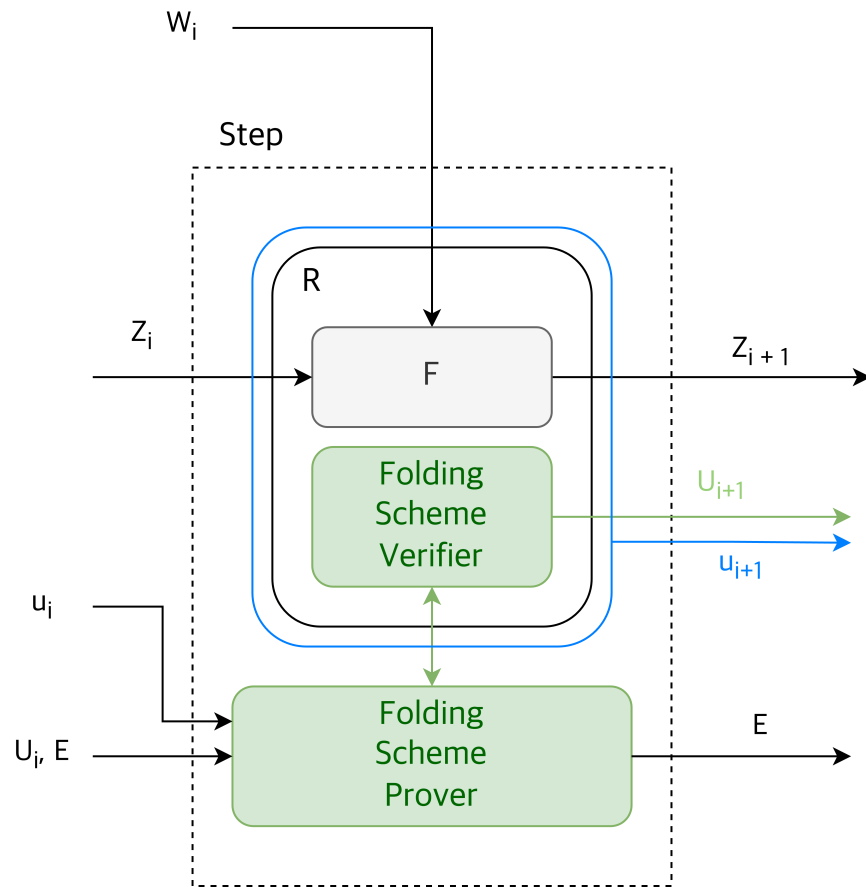 Wi
Step
R
Zi
F
Zi + 1
Folding
Scheme
Verifier
Ui+1
ui+1
ui
Folding
Scheme
Prover
Ui, E
E